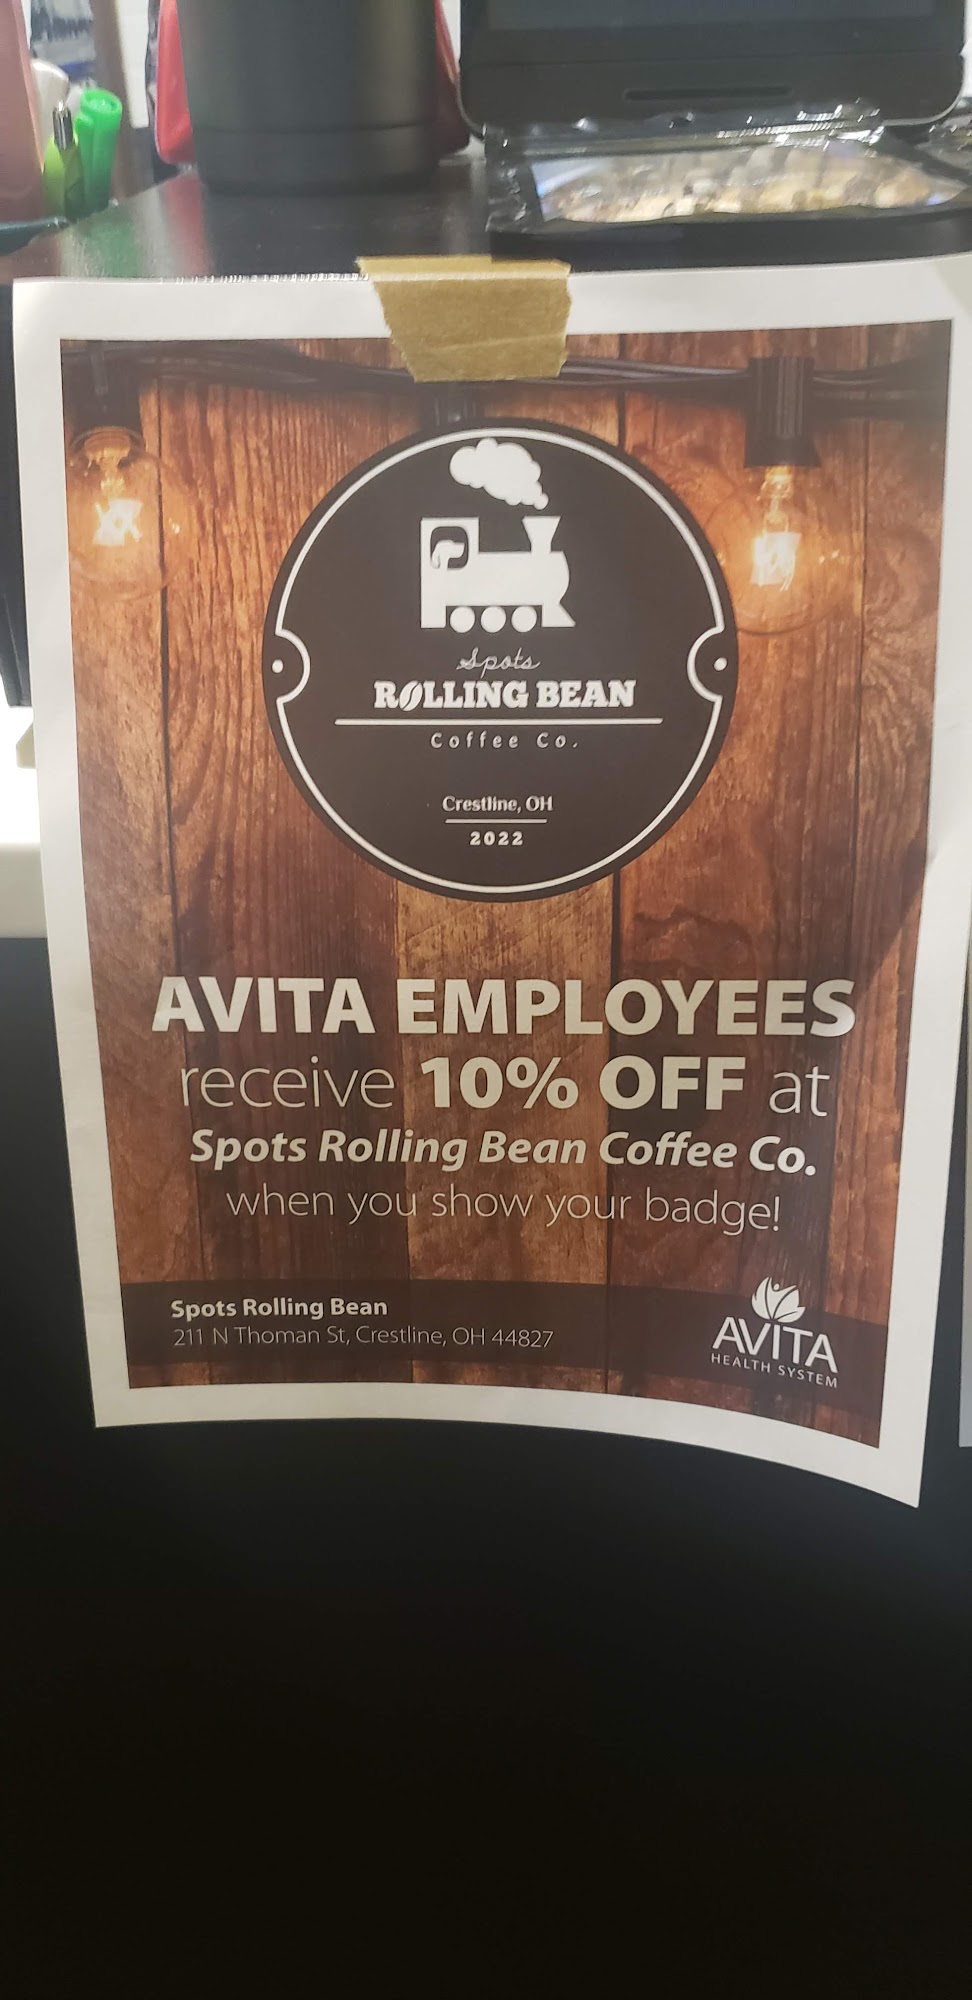 Spots
ROLLING BEAN
Coffee Co.
Crestline, OH
2022
AVITA EMPLOYEES
receive 10% OFF at
Spots Rolling Bean Coffee Co.
when you show your badge!
Spots Rolling Bean
211 N Thoman St, Crestline, OH 44827
AVITA
HEALTH SYSTEM